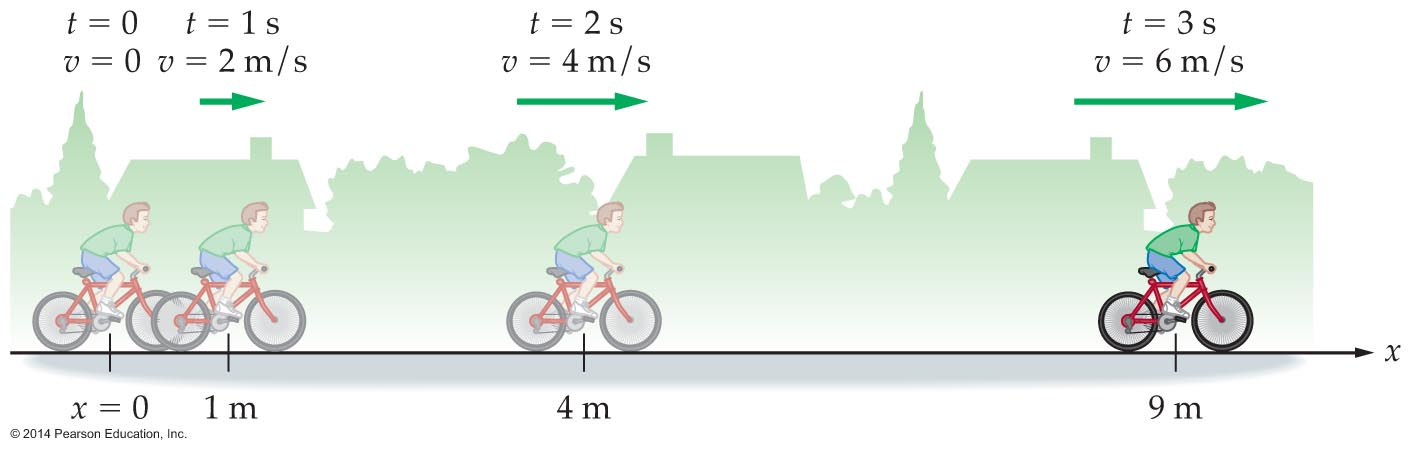 t = 0 t = 1 s t = 2 s t = 3 s
v = 0 v = 2 m/s v = 4 m/s v = 6 m/s
x
x = 0 1 m 4 m 9 m
© 2014 Pearson Education, Inc.